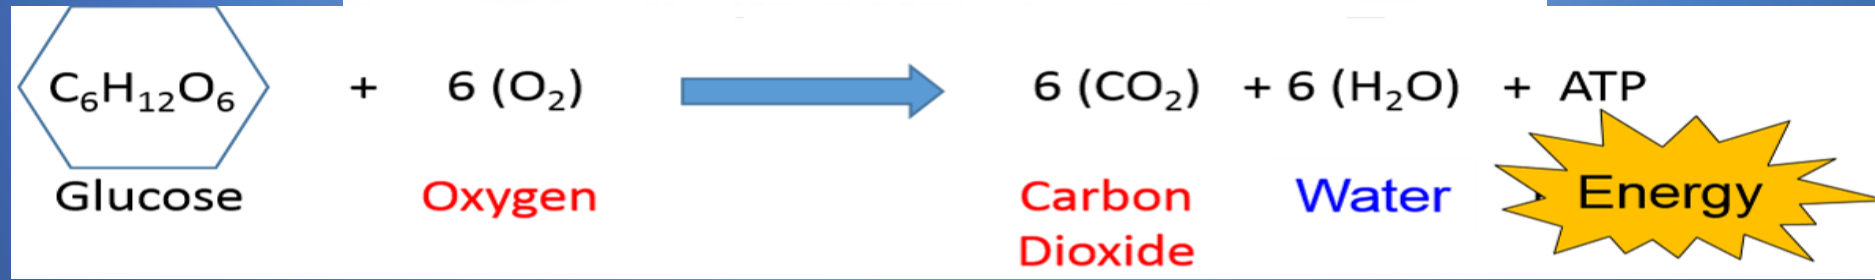 C₆H₁₂O₆ + 6 (O₂) 6 (CO₂) + 6 (H₂O) + ATP
Glucose Oxygen Carbon Dioxide Water Energy